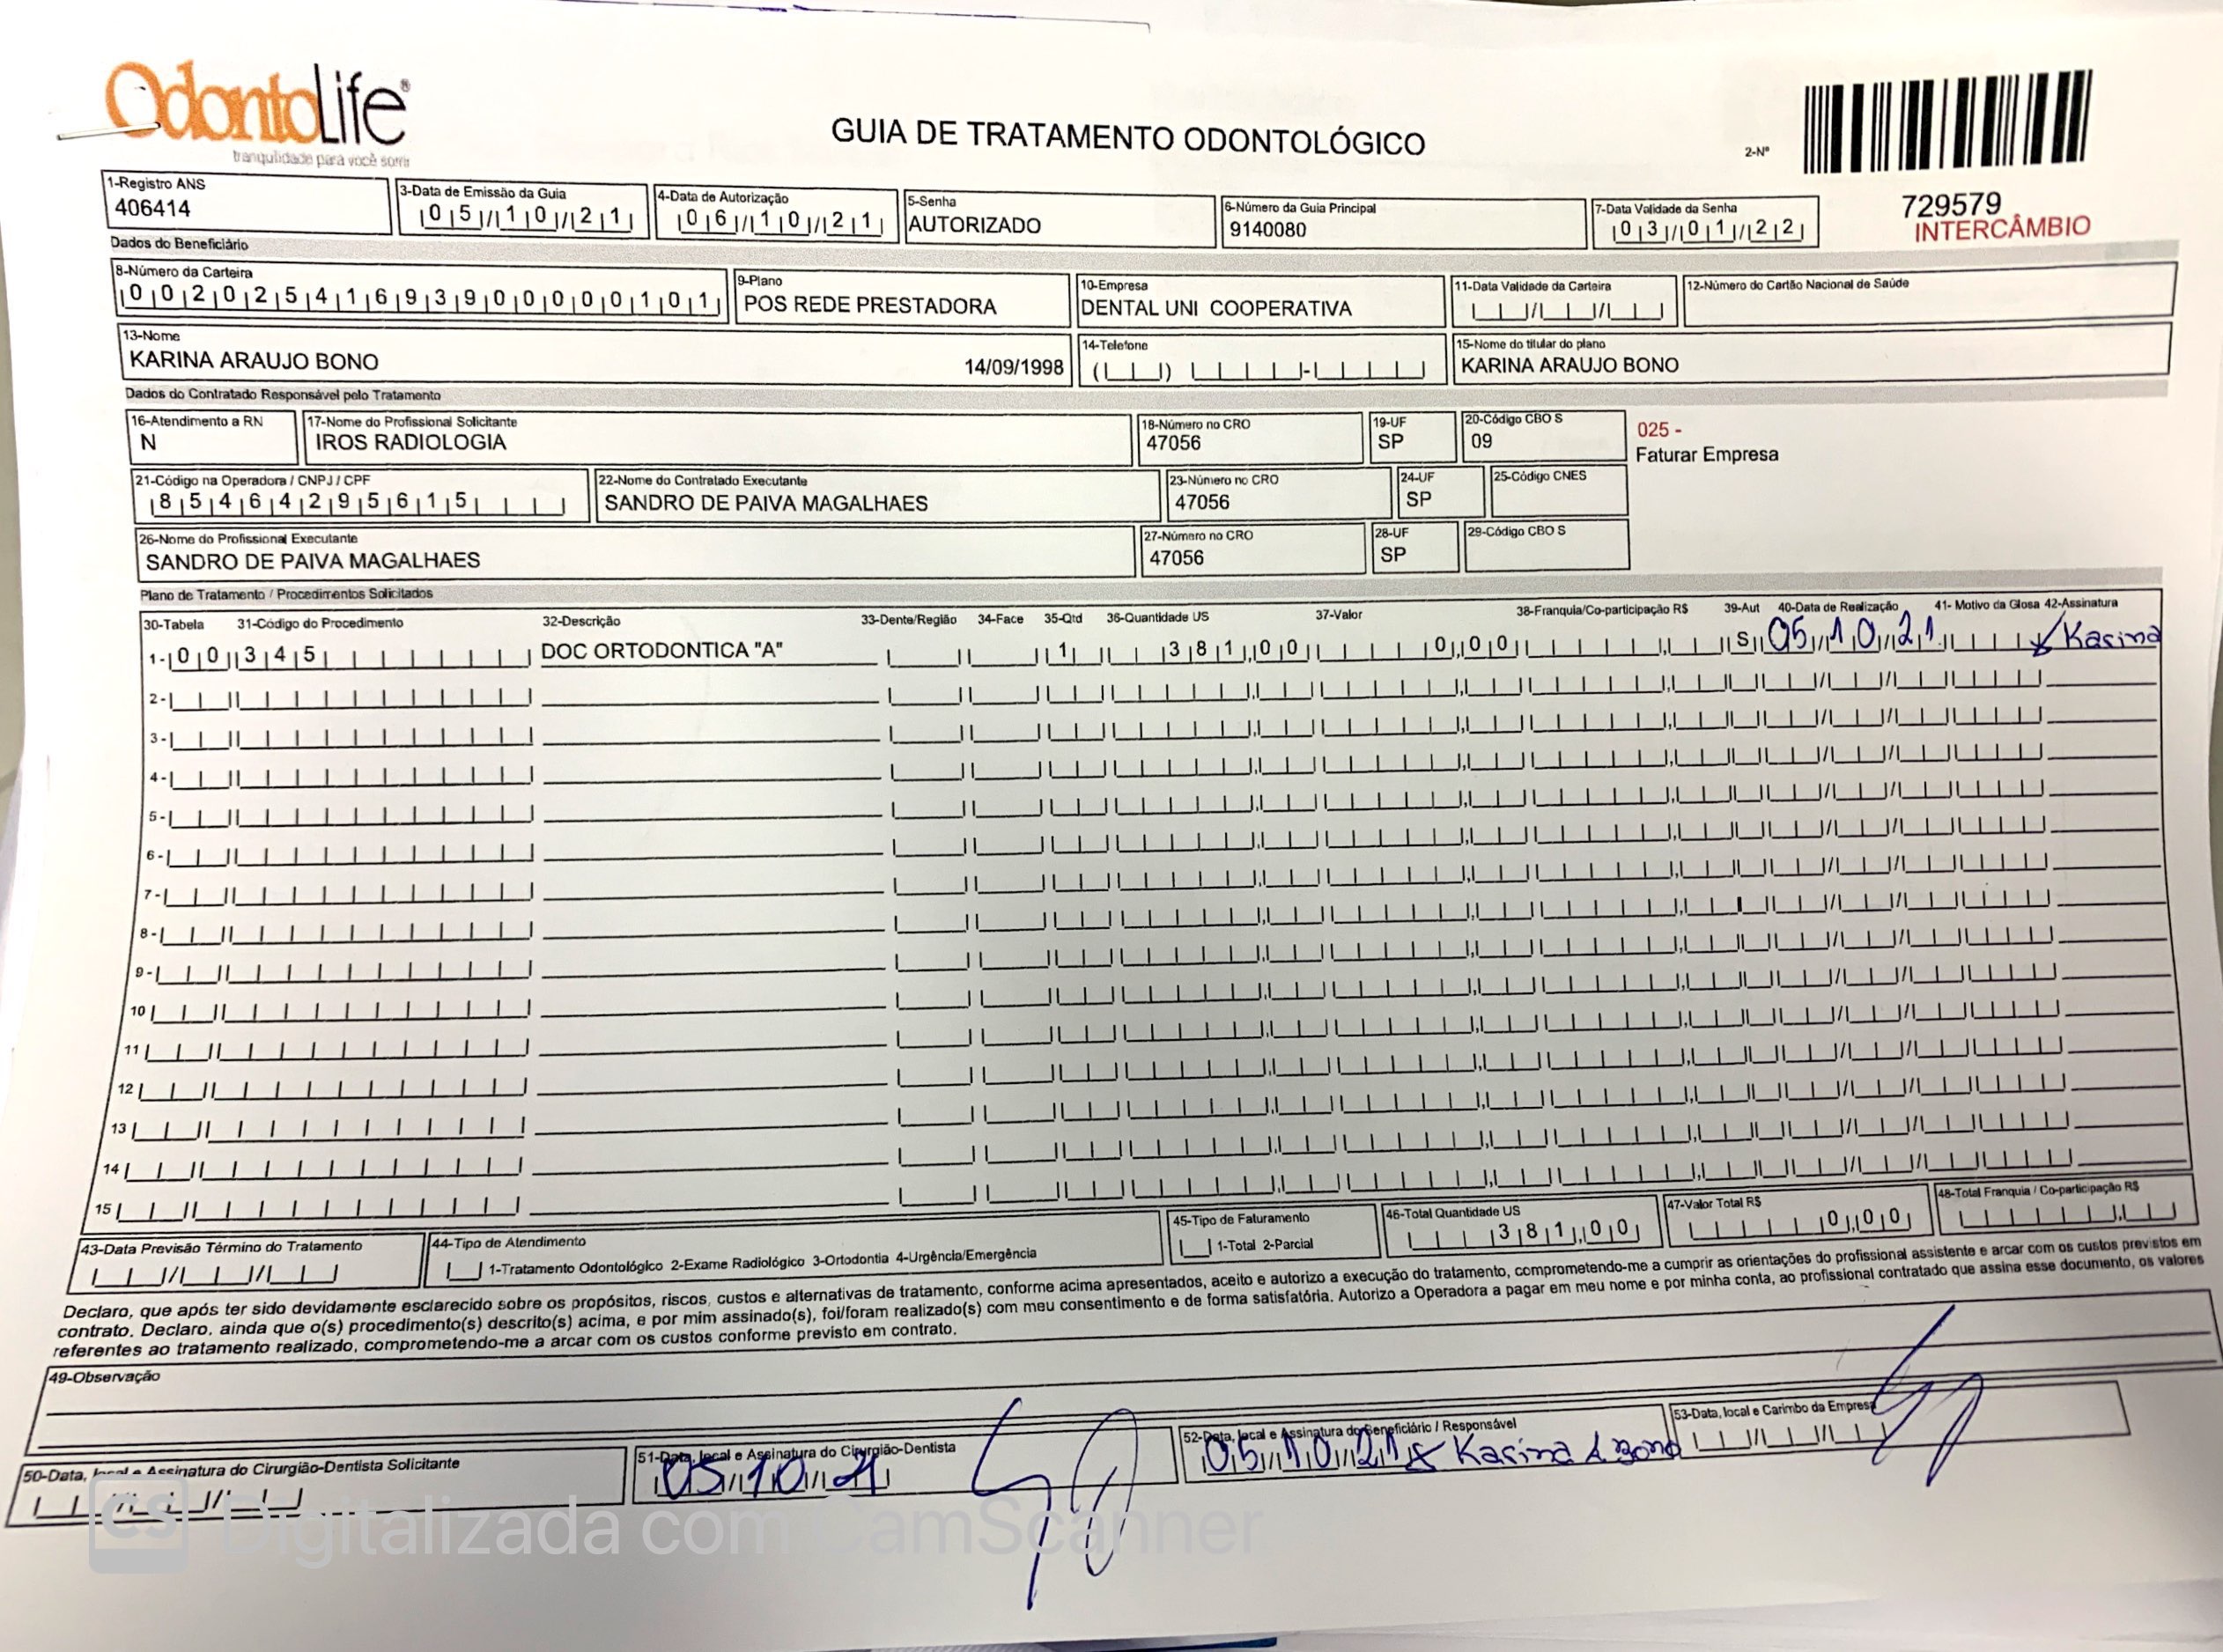 OdontoLife®
tranquilidade para você sorrir
GUIA DE TRATAMENTO ODONTOLÓGICO
2-Nº
729579
INTERCÂMBIO
1-Registro ANS
406414
3-Data de Emissão da Guia
05/10/21
4-Data de Autorização
06/10/21
5-Senha
AUTORIZADO
6-Número da Guia Principal
9140080
7-Data Validade da Senha
03/01/22
Dados do Beneficiário
8-Número da Carteira
00202541693900000101
9-Plano
POS REDE PRESTADORA
10-Empresa
DENTAL UNI COOPERATIVA
11-Data Validade da Carteira
12-Número do Cartão Nacional de Saúde
13-Nome
KARINA ARAUJO BONO 14/09/1998
14-Telefone
15-Nome do titular do plano
KARINA ARAUJO BONO
Dados do Contratado Responsável pelo Tratamento
16-Atendimento a RN
N
17-Nome do Profissional Solicitante
IROS RADIOLOGIA
18-Número no CRO
47056
19-UF
SP
20-Código CBO S
09
025 -
Faturar Empresa
21-Código na Operadora / CNPJ / CPF
85464295615
22-Nome do Contratado Executante
SANDRO DE PAIVA MAGALHAES
23-Número no CRO
47056
24-UF
SP
25-Código CNES
26-Nome do Profissional Executante
SANDRO DE PAIVA MAGALHAES
27-Número no CRO
47056
28-UF
SP
29-Código CBO S
Plano de Tratamento / Procedimentos Solicitados
30-Tabela 31-Código do Procedimento 32-Descrição 33-Dente/Região 34-Face 35-Qtd 36-Quantidade US 37-Valor 38-Franquia/Co-participação R$ 39-Aut 40-Data de Realização 41- Motivo da Glosa 42-Assinatura
1- 00 345 DOC ORTODONTICA "A" 1 381,00 0,00 S 05/10/21 x Karina
2-
3-
4-
5-
6-
7-
8-
9-
10
11
12
13
14
15
43-Data Previsão Término do Tratamento
44-Tipo de Atendimento
1-Tratamento Odontológico 2-Exame Radiológico 3-Ortodontia 4-Urgência/Emergência
45-Tipo de Faturamento
1-Total 2-Parcial
46-Total Quantidade US
381,00
47-Valor Total R$
0,00
48-Total Franquia / Co-participação R$
Declaro, que após ter sido devidamente esclarecido sobre os propósitos, riscos, custos e alternativas de tratamento, conforme acima apresentados, aceito e autorizo a execução do tratamento, comprometendo-me a cumprir as orientações do profissional assistente e arcar com os custos previstos em
contrato. Declaro, ainda que o(s) procedimento(s) descrito(s) acima, e por mim assinado(s), foi/foram realizado(s) com meu consentimento e de forma satisfatória. Autorizo a Operadora a pagar em meu nome e por minha conta, ao profissional contratado que assina esse documento, os valores
referentes ao tratamento realizado, comprometendo-me a arcar com os custos conforme previsto em contrato.
49-Observação
50-Data, local e Assinatura do Cirurgião-Dentista Solicitante
51-Data, local e Assinatura do Cirurgião-Dentista
05/10/21
52-Data, local e Assinatura do Beneficiário / Responsável
05/10/21 x Karina A Bono
53-Data, local e Carimbo da Empresa
CS Digitalizada com CamScanner